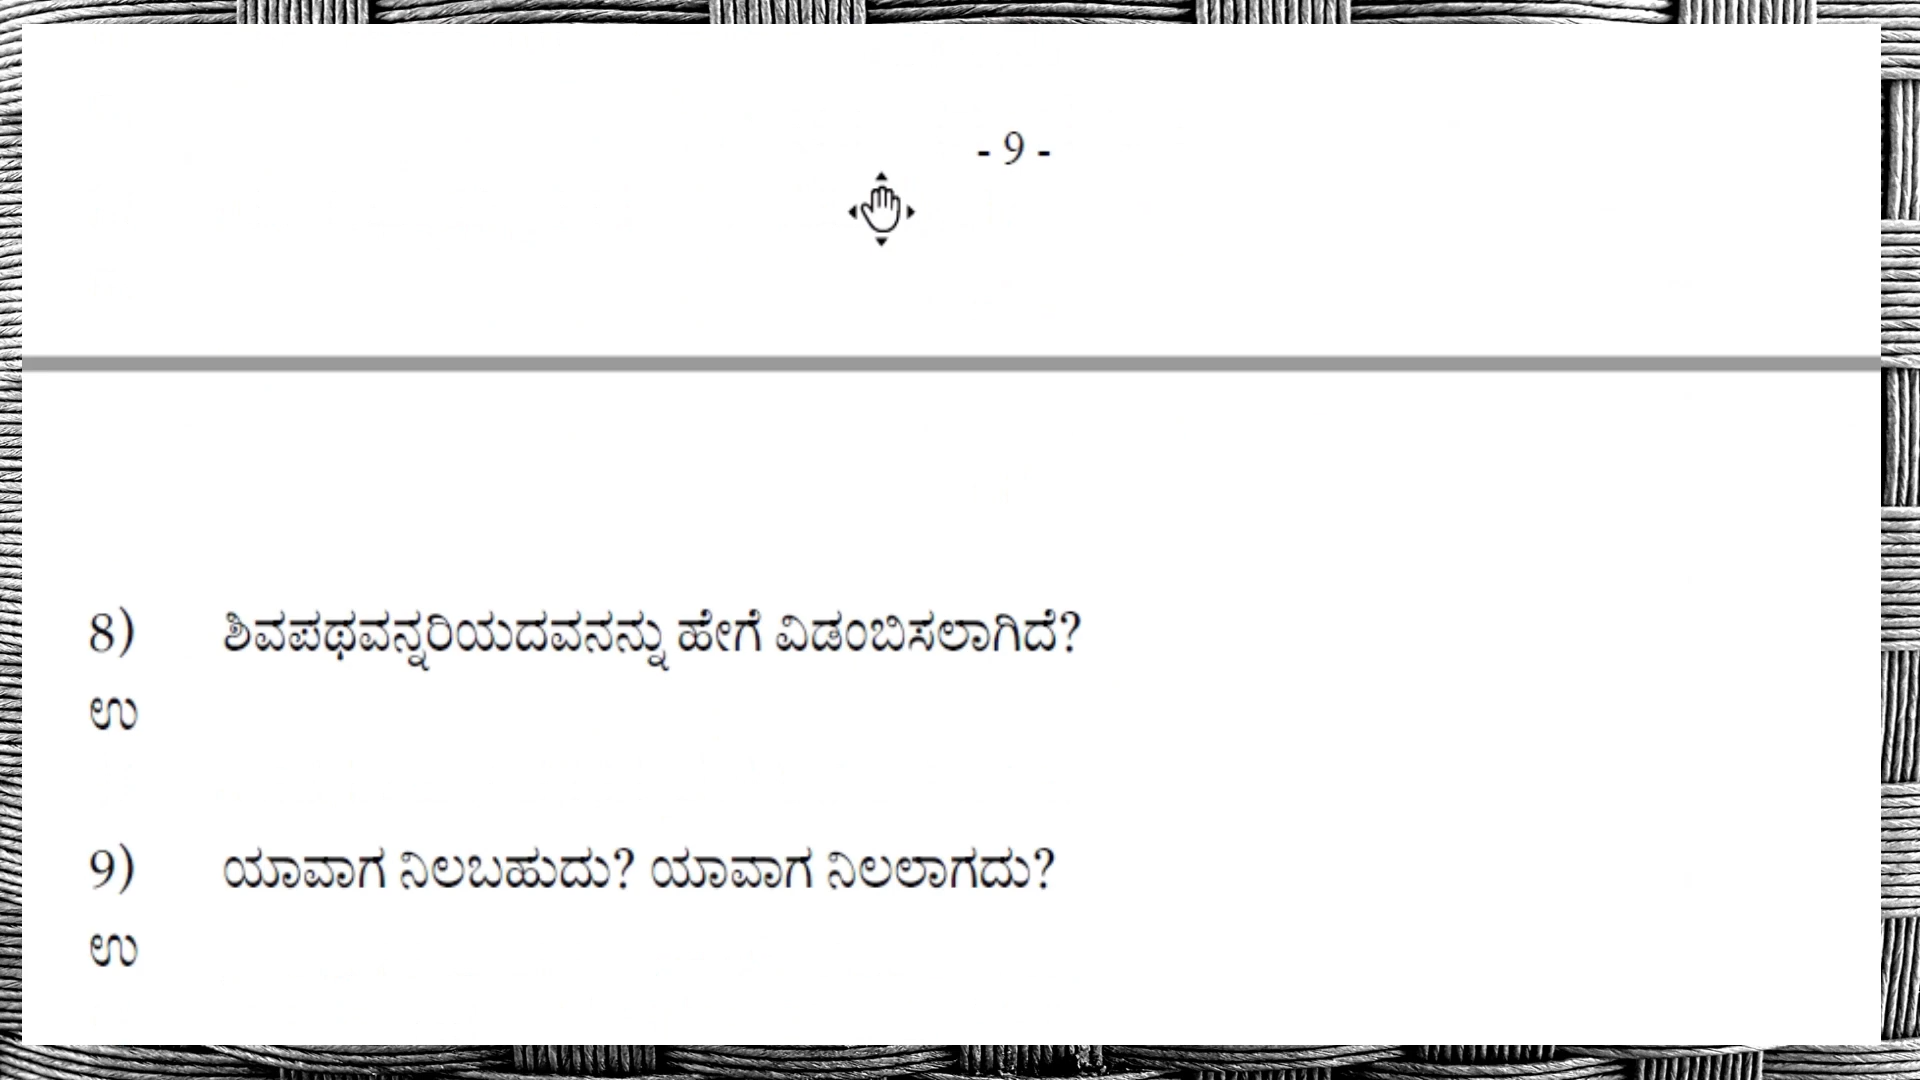 - 9 -
8) ಶಿವಪಥವನ್ನರಿಯದವನನ್ನು ಹೇಗೆ ವಿಡಂಬಿಸಲಾಗಿದೆ?
ಉ
9) ಯಾವಾಗ ನಿಲಬಹುದು? ಯಾವಾಗ ನಿಲಲಾಗದು?
ಉ